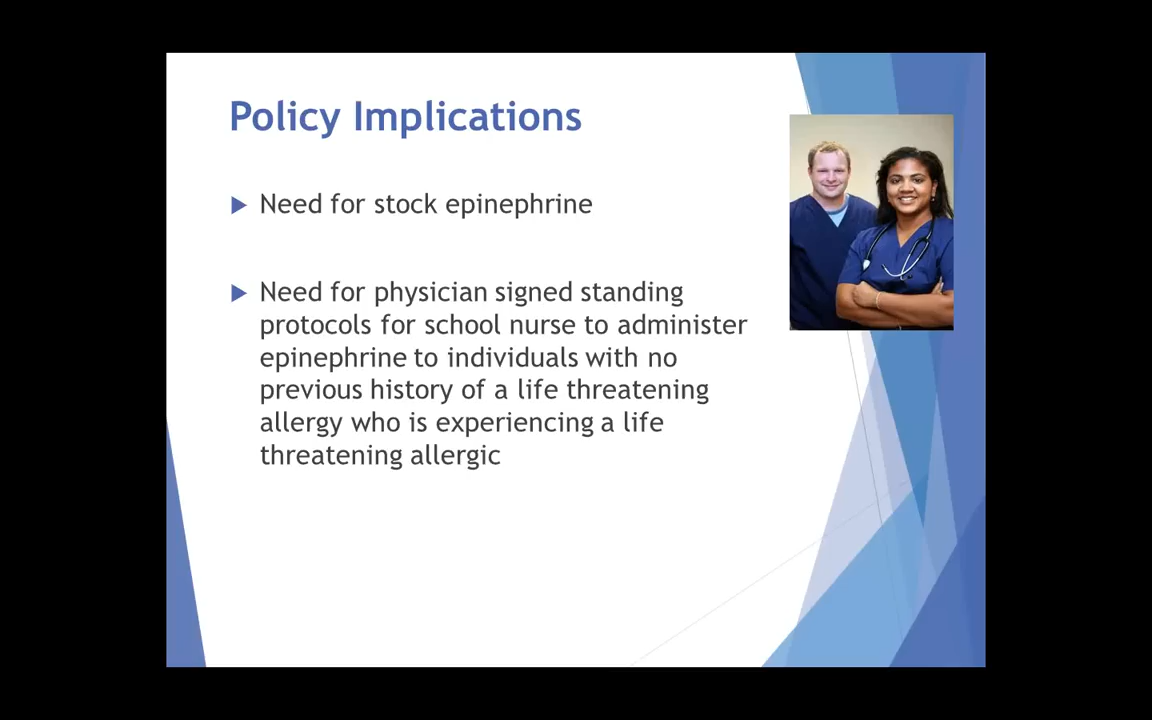 Policy Implications
Need for stock epinephrine
Need for physician signed standing
protocols for school nurse to administer
epinephrine to individuals with no
previous history of a life threatening
allergy who is experiencing a life
threatening allergic